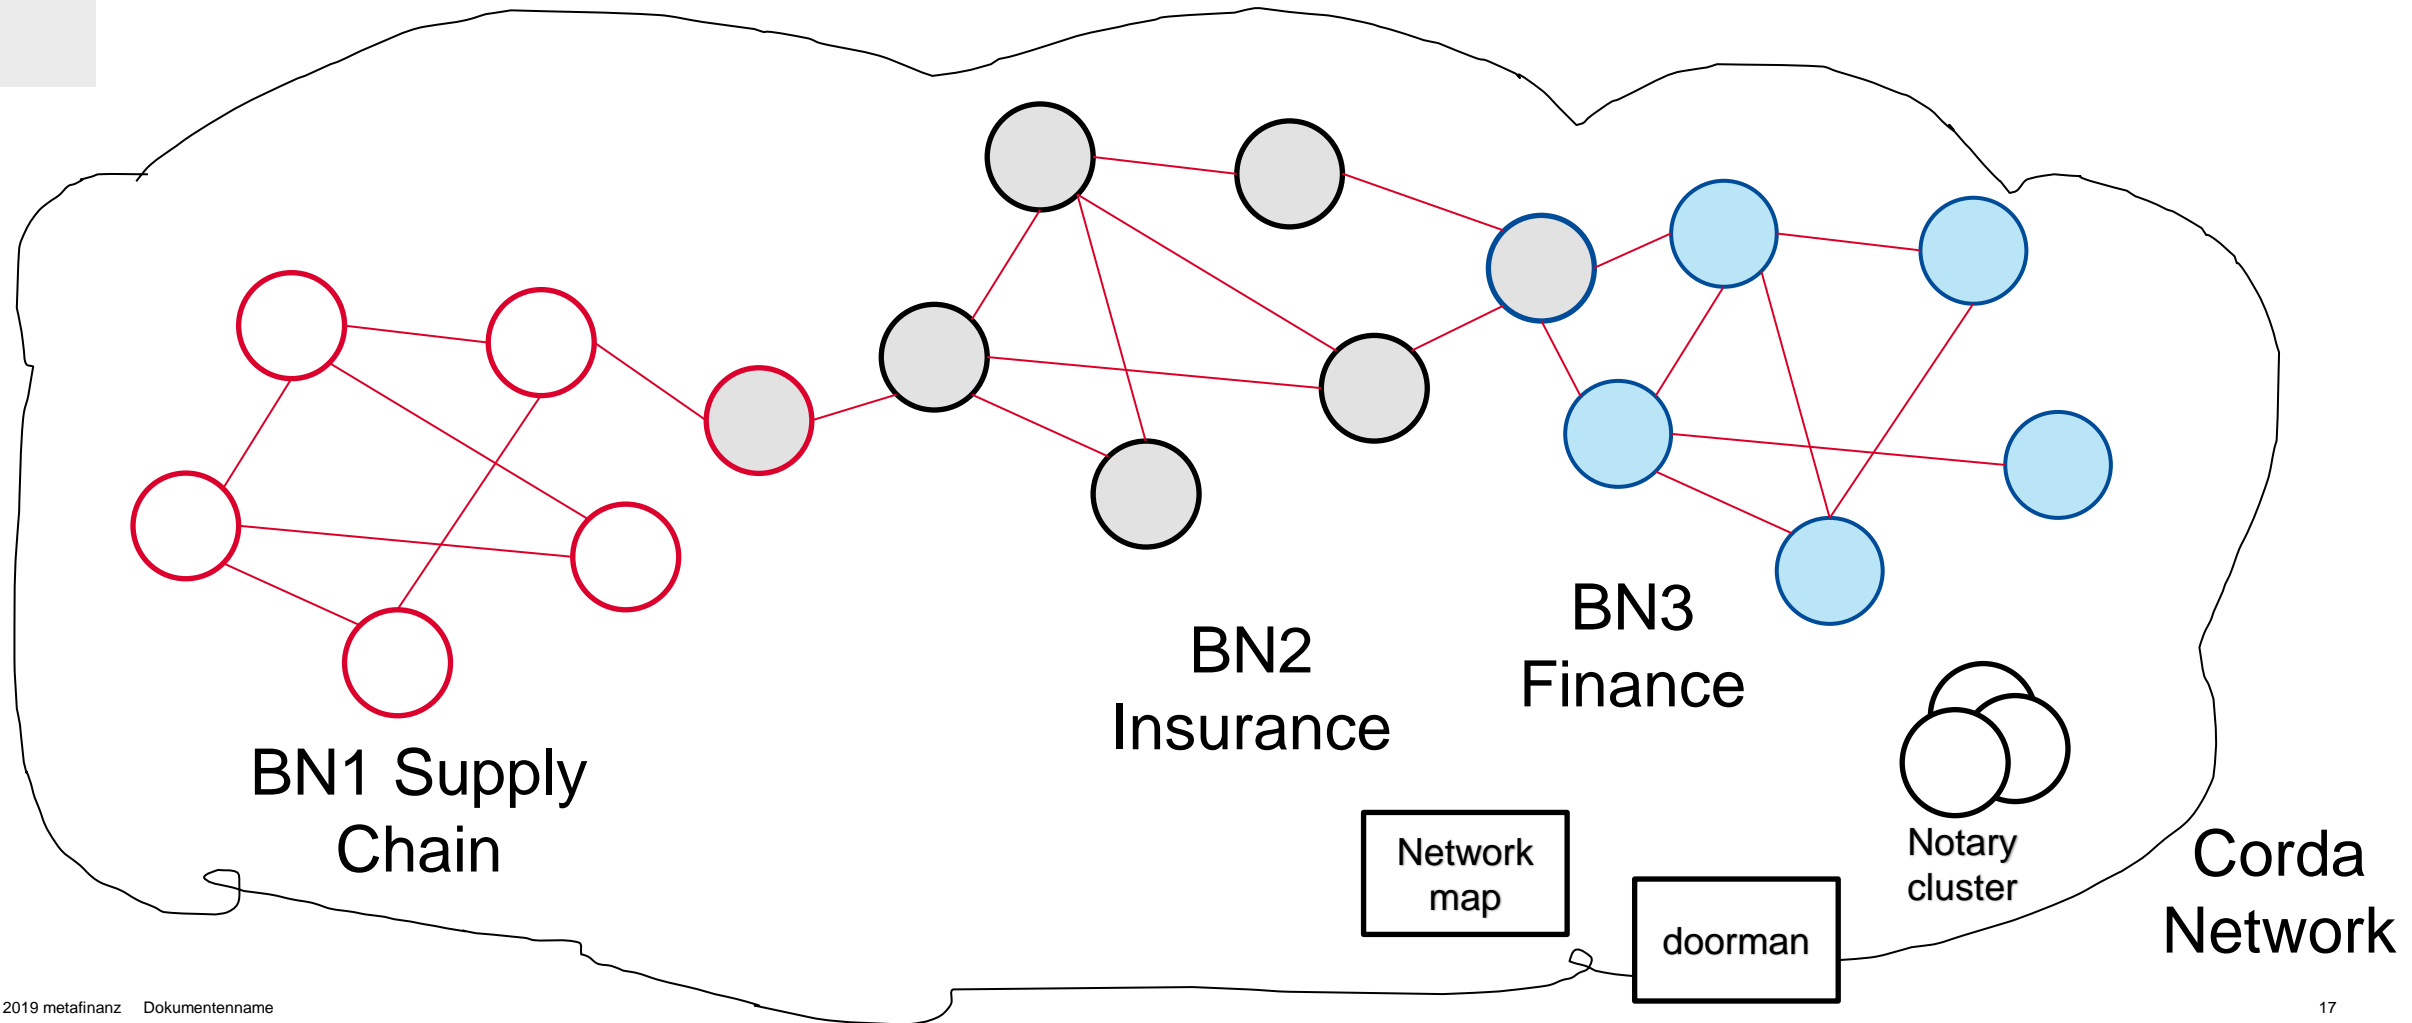 BN1 Supply
Chain
BN2
Insurance
BN3
Finance
Network
map
doorman
Notary
cluster
Corda
Network
2019 metafinanz Dokumentenname
17